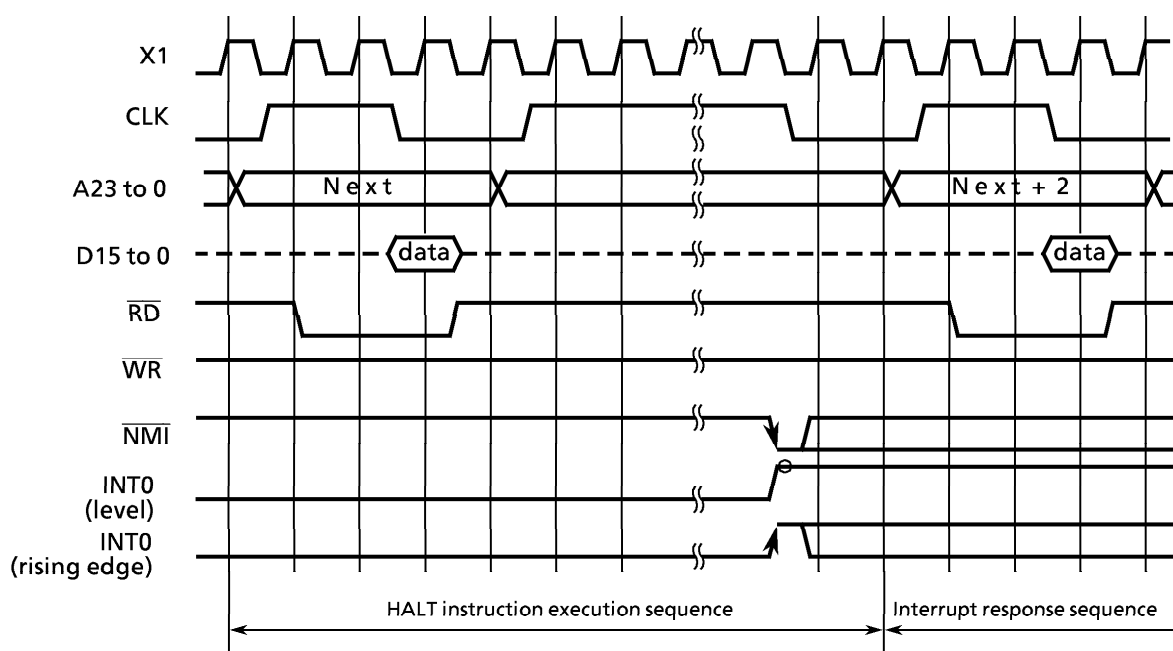 X1
CLK
A23 to 0
Next
Next + 2
D15 to 0
data
data
RD
WR
NMI
INT0
(level)
INT0
(rising edge)
HALT instruction execution sequence
Interrupt response sequence